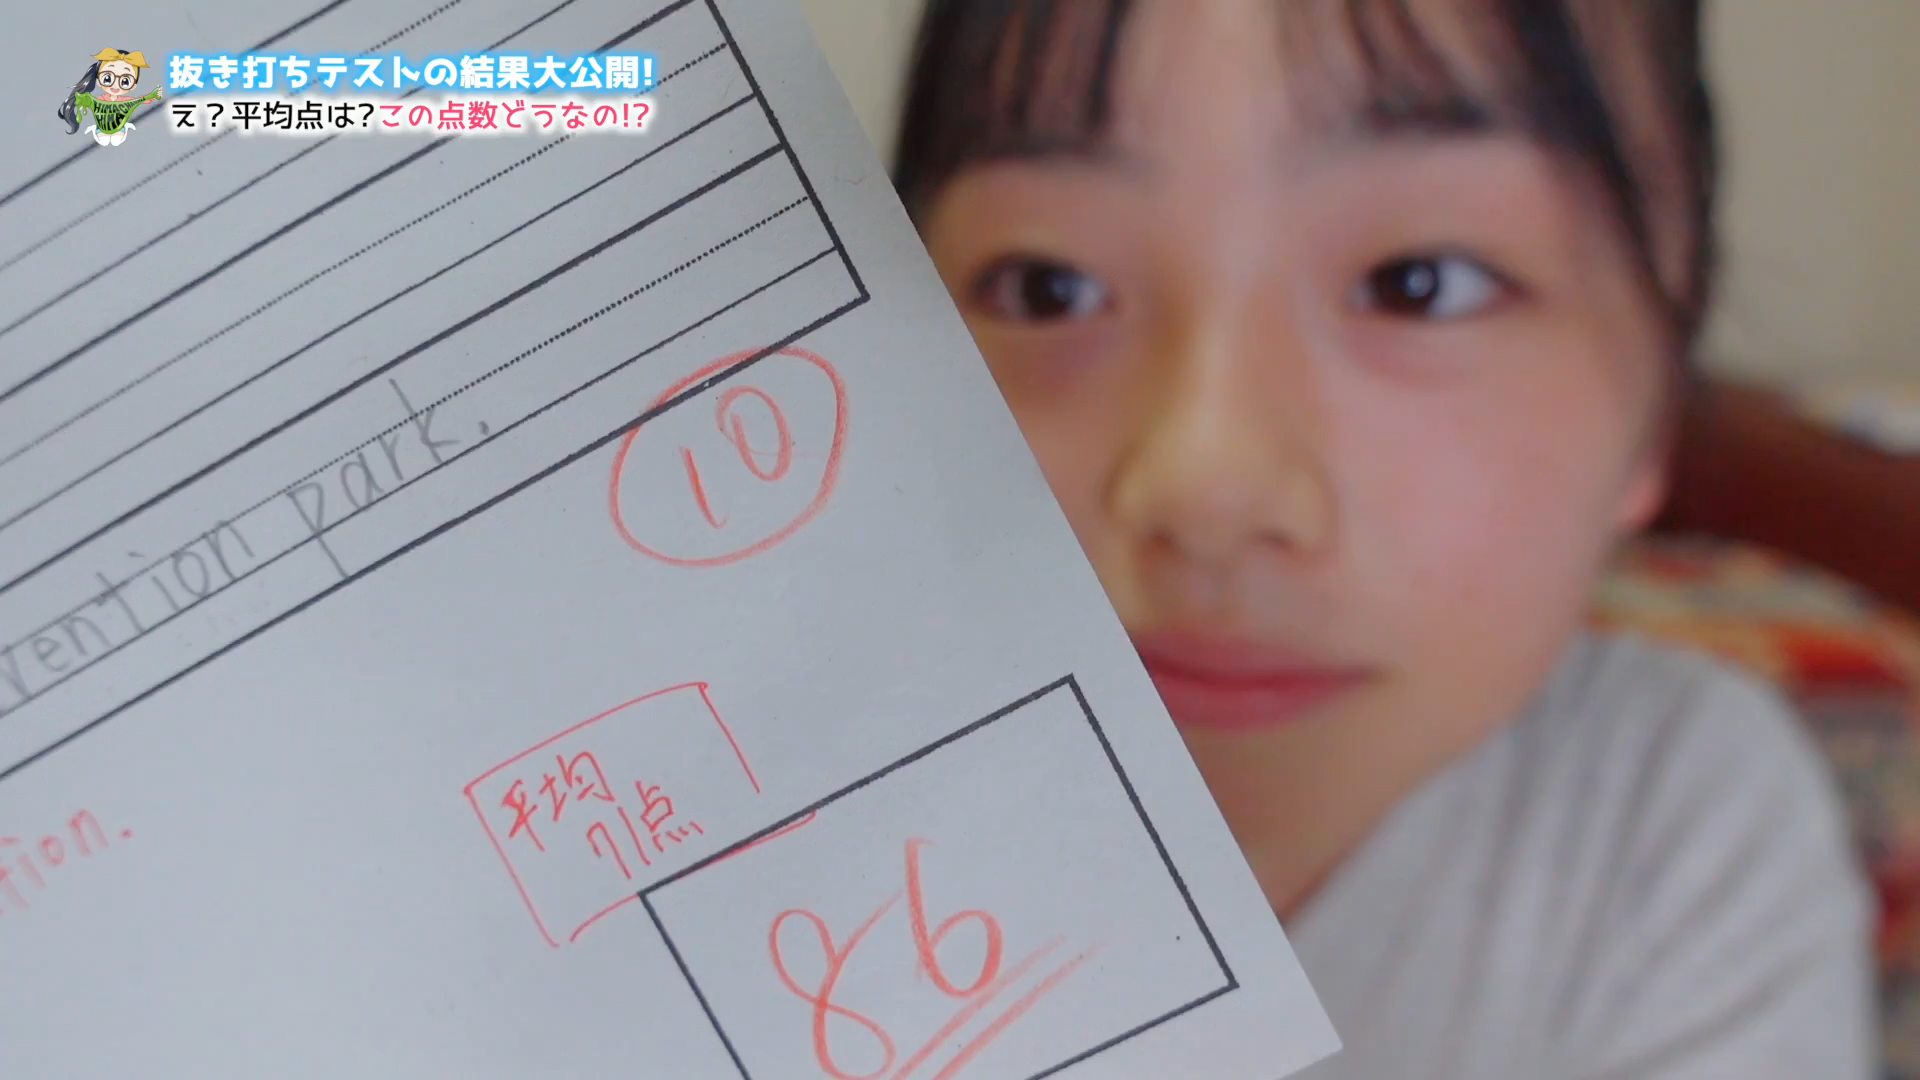 抜き打ちテストの結果大公開!
え？平均点は?この点数どうなの!?
HIMAWARI
vention park.
10
平均
71点
tion.
86